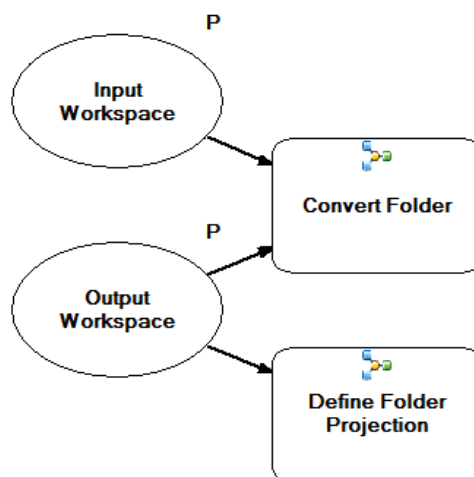 P
Input
Workspace
Convert Folder
P
Output
Workspace
Define Folder
Projection